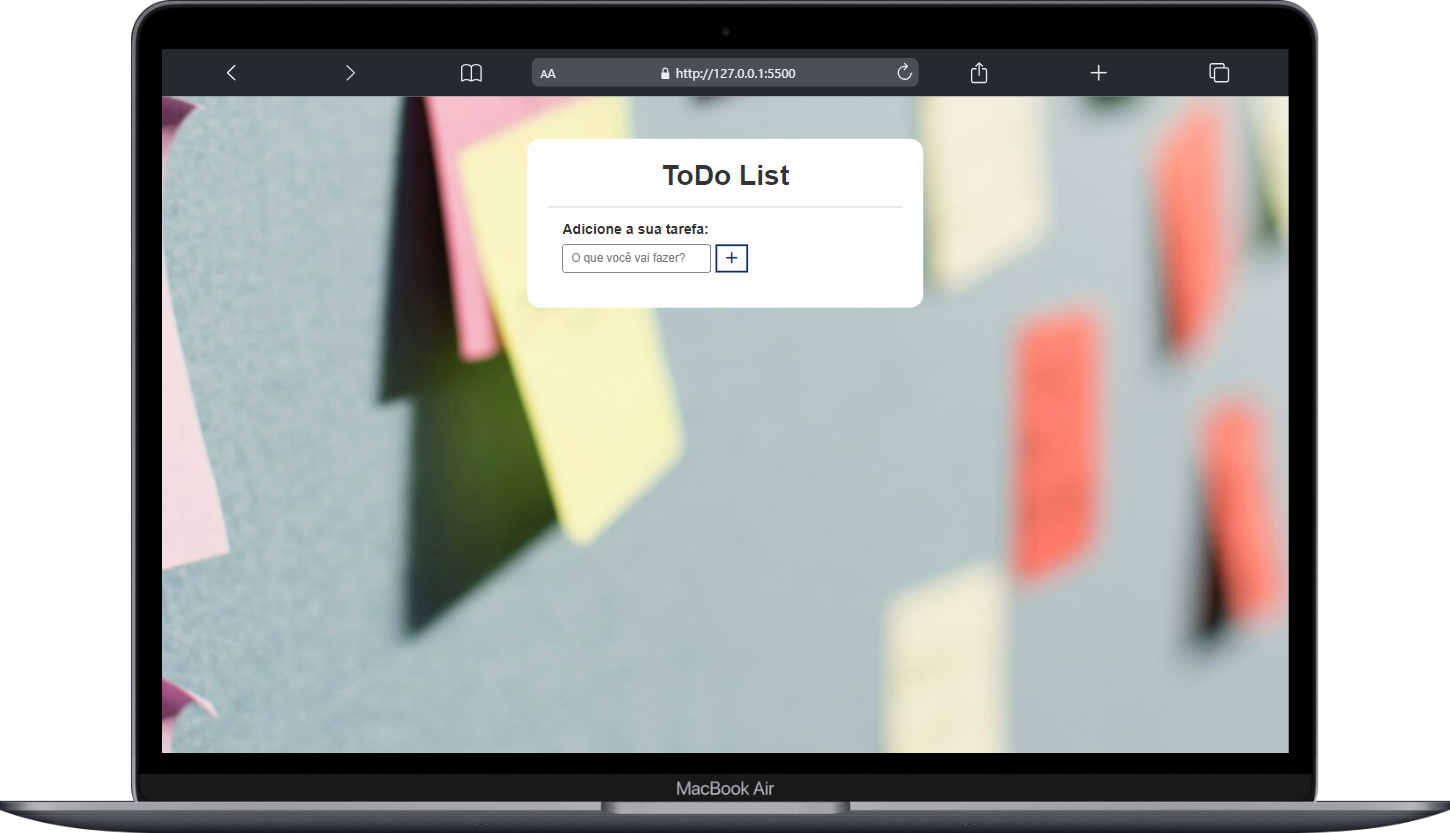 AA http://127.0.0.1:5500
ToDo List
Adicione a sua tarefa:
O que você vai fazer? +
MacBook Air